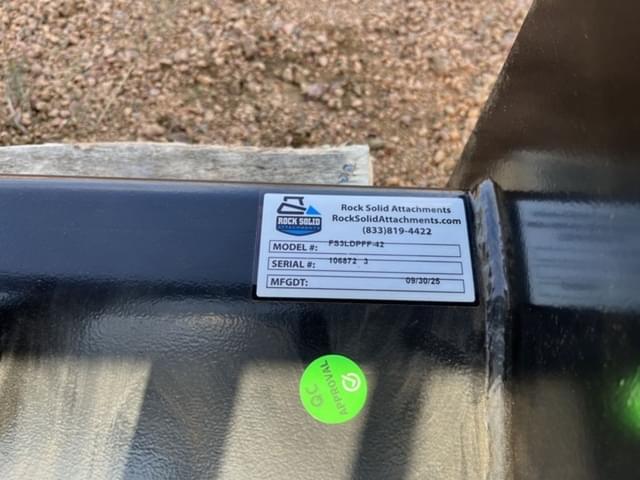 ROCK SOLID
ATTACHMENTS
Rock Solid Attachments
RockSolidAttachments.com
(833)819-4422
MODEL #: FS3LDPFF-42
SERIAL #: 106872 3
MFGDT: 09/30/25
QC
APPROVAL